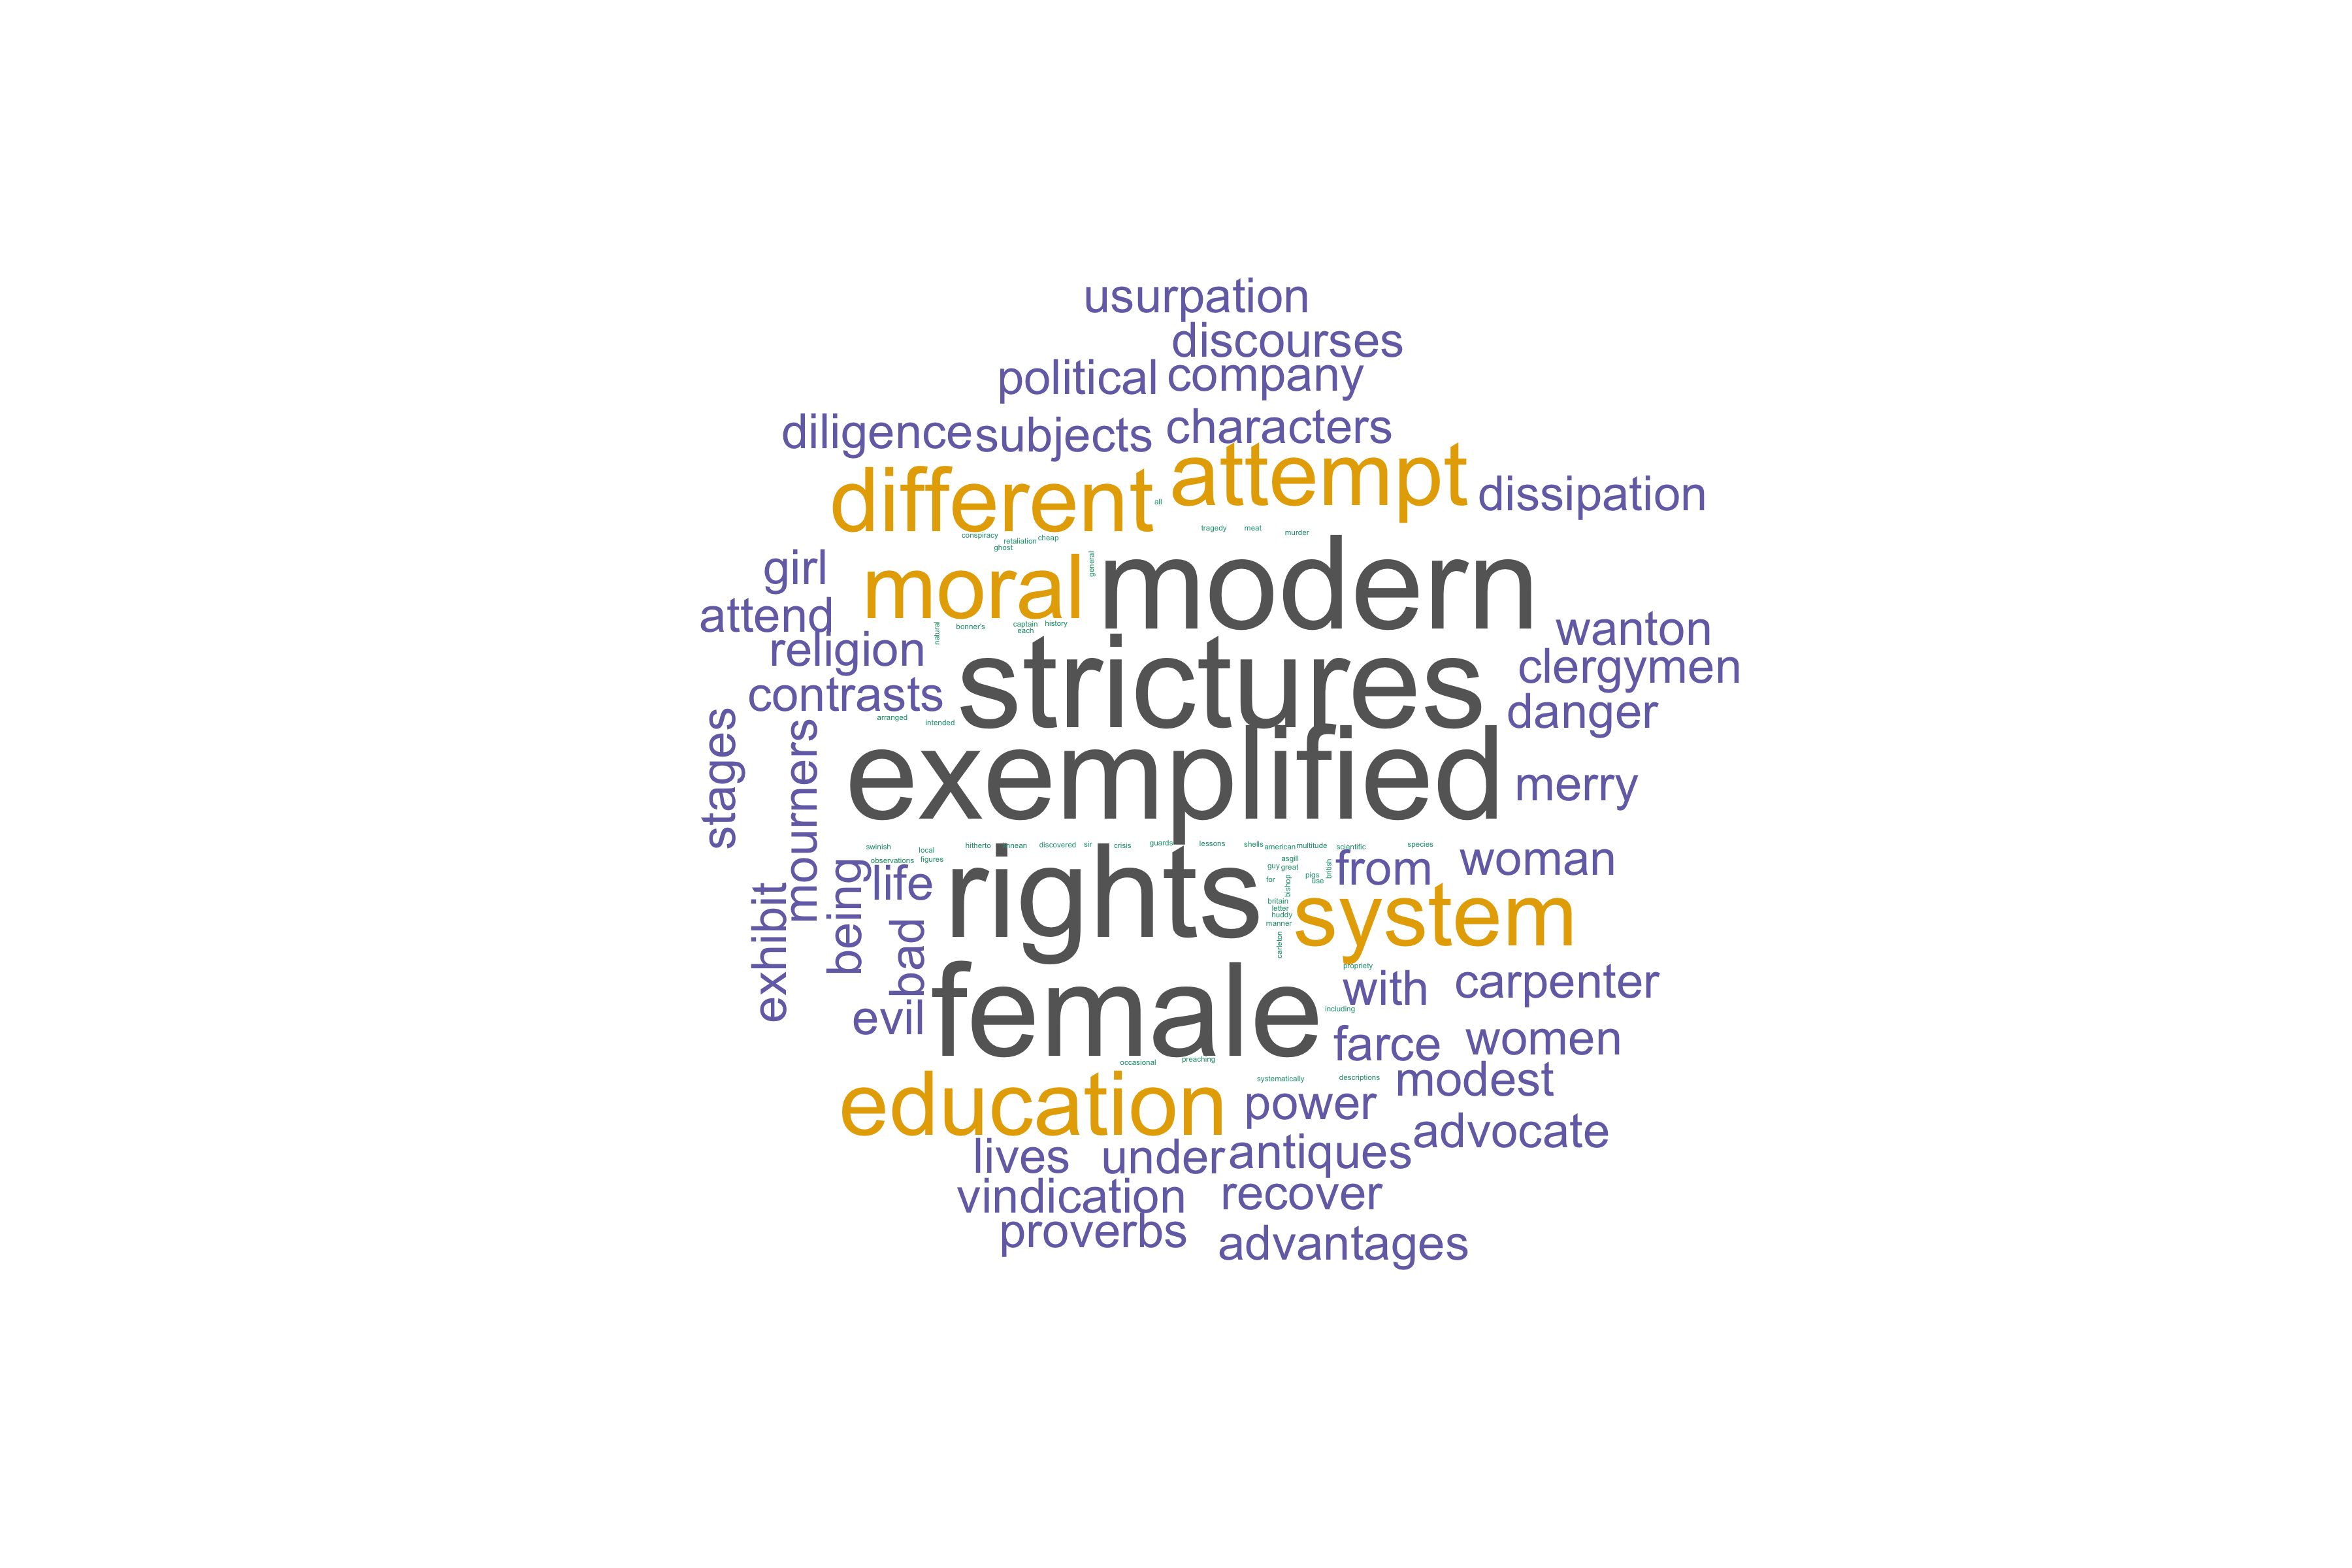 usurpation
discourses
political company
diligence subjects characters
different attempt dissipation
all
tragedy meat murder
conspiracy retaliation cheap
ghost
girl moral general modern
attend wanton
natural bonner's captain history
each
religion strictures clergymen
contrasts danger
arranged intended
stages mourners exemplified merry
swinish local hitherto linnean discovered sir crisis guards lessons shells american multitude scientific species
observations figures
asgill
guy great pigs british
for bishop use
from woman
exhibit being life rights system
britain
letter
huddy
manner
carleton
bad
propriety
with carpenter
including
evil female farce women
occasional preaching
systematically descriptions
modest
education power advocate
lives under antiques
vindication recover
proverbs advantages